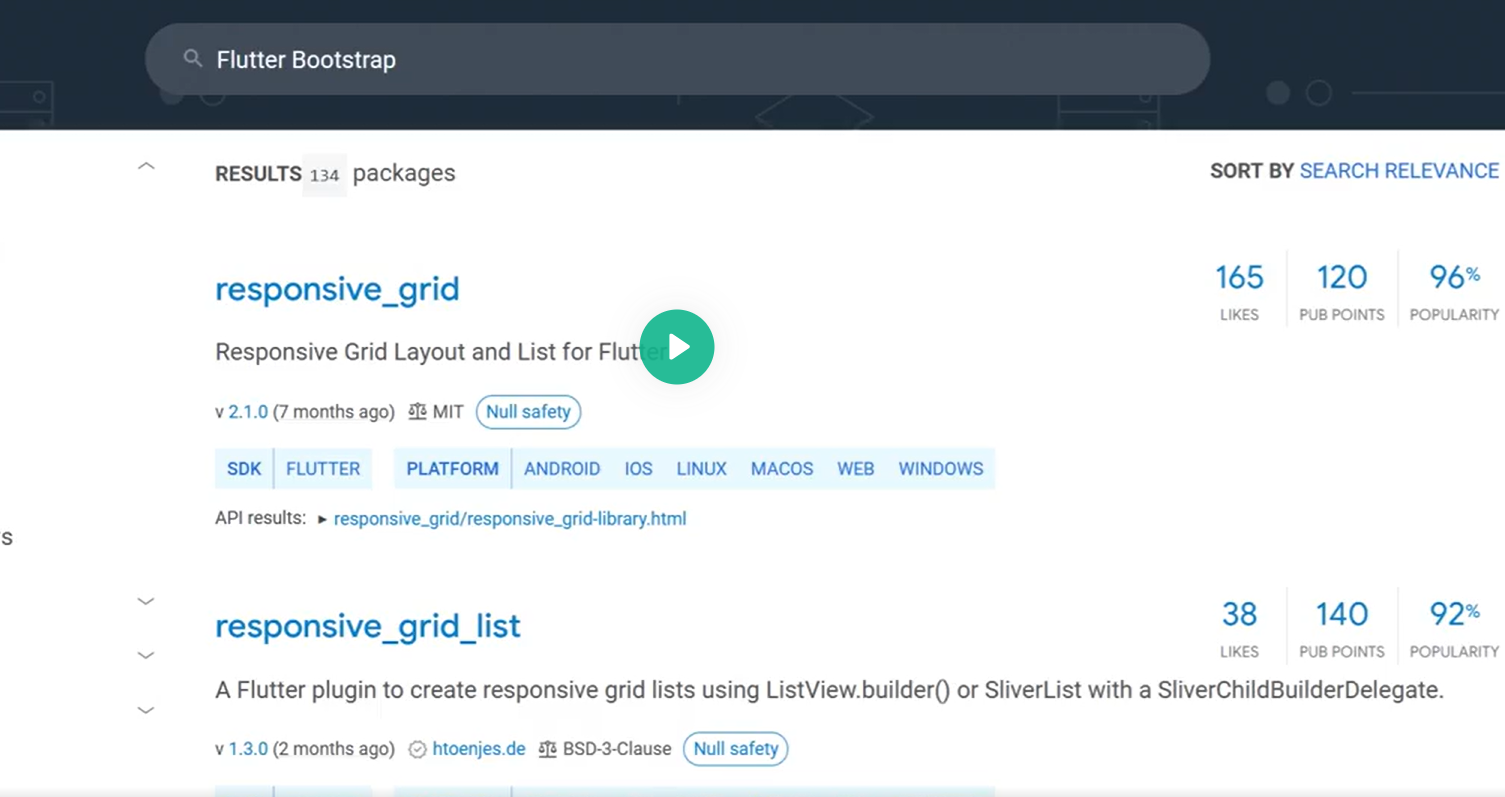 Flutter Bootstrap
RESULTS 134 packages
SORT BY SEARCH RELEVANCE
responsive_grid
165 120 96%
LIKES PUB POINTS POPULARITY
Responsive Grid Layout and List for Flutter
v 2.1.0 (7 months ago) MIT Null safety
SDK FLUTTER PLATFORM ANDROID IOS LINUX MACOS WEB WINDOWS
API results: ▸ responsive_grid/responsive_grid-library.html
s
responsive_grid_list
38 140 92%
LIKES PUB POINTS POPULARITY
A Flutter plugin to create responsive grid lists using ListView.builder() or SliverList with a SliverChildBuilderDelegate.
v 1.3.0 (2 months ago) htoenjes.de BSD-3-Clause Null safety